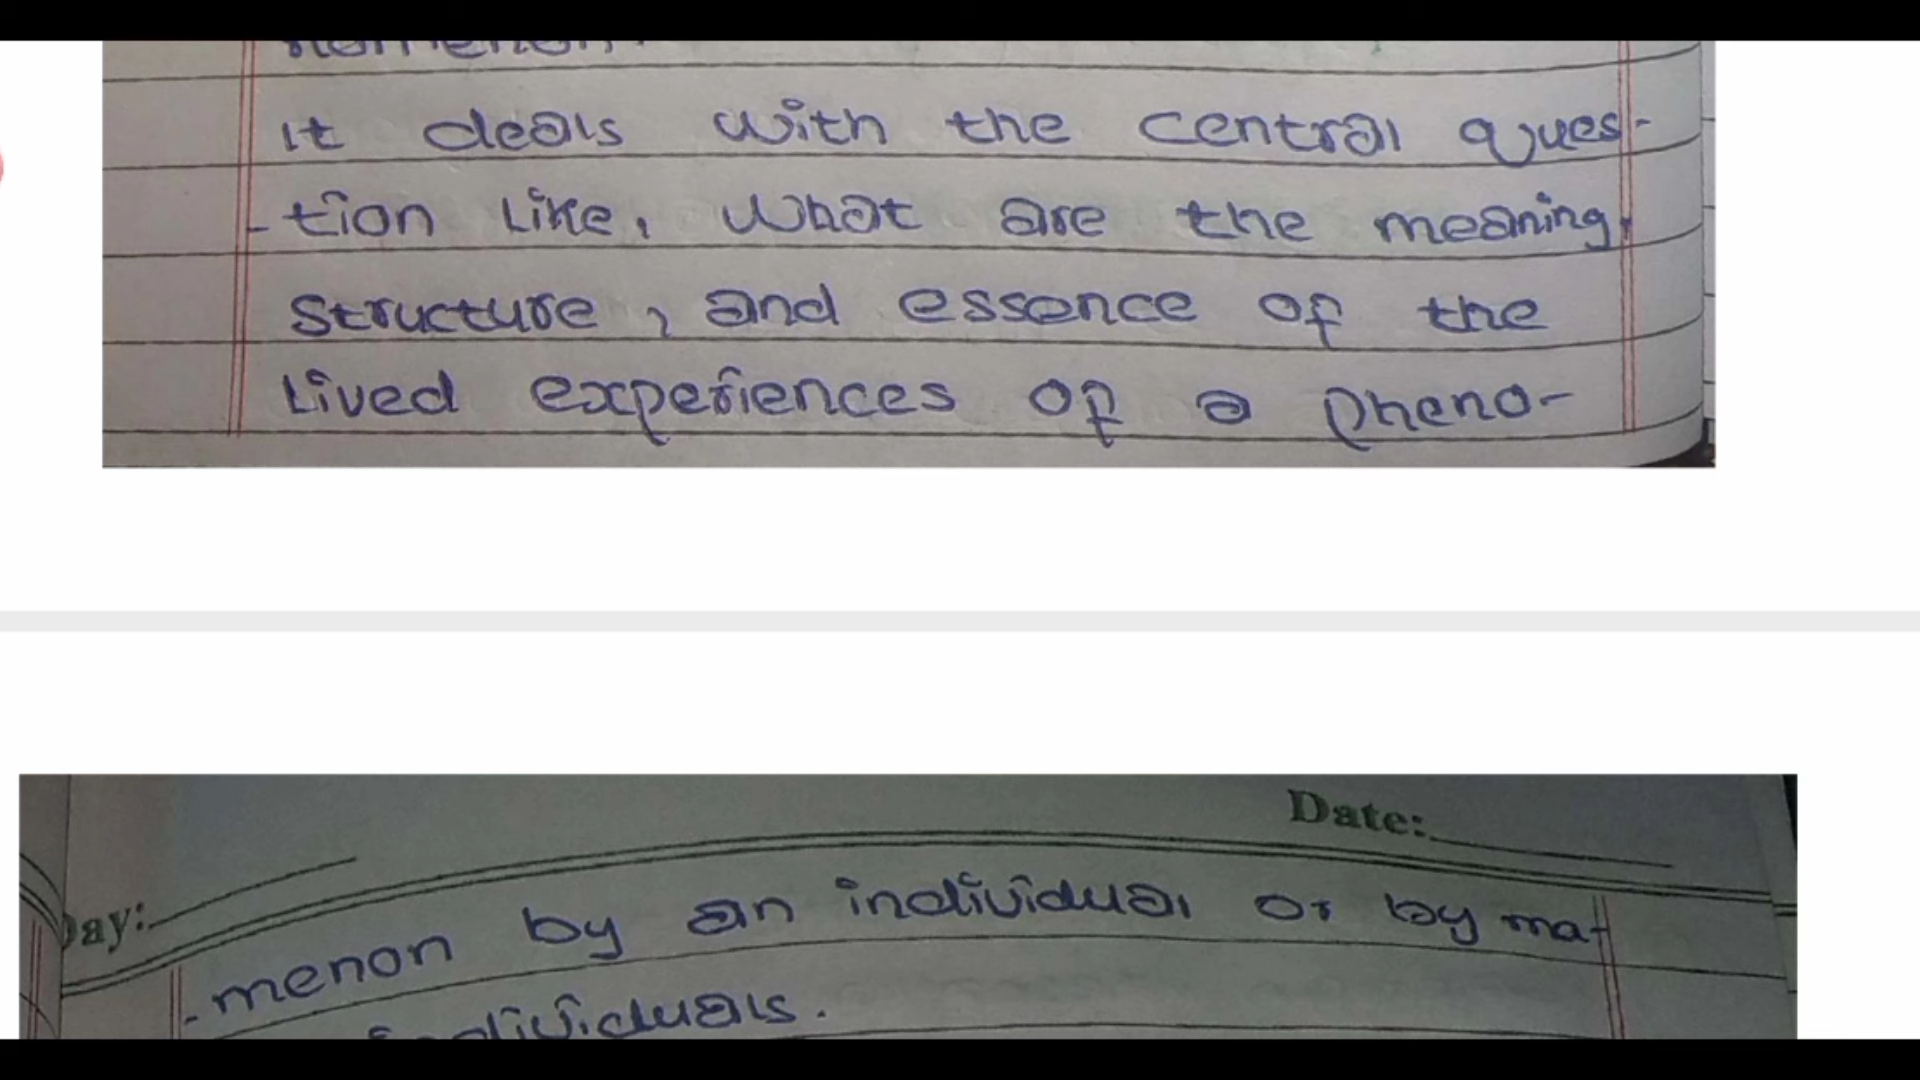 It deals with the central ques-
-tion like, what are the meaning,
structure, and essence of the
lived experiences of a pheno-
Date:
Day:
-menon by an individual or by ma-
individuals.